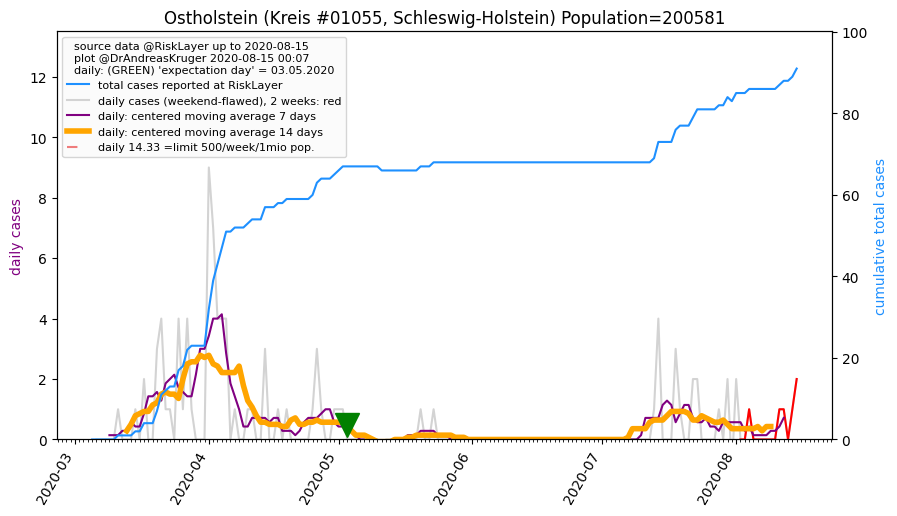 Ostholstein (Kreis #01055, Schleswig-Holstein) Population=200581
source data @RiskLayer up to 2020-08-15
plot @DrAndreasKruger 2020-08-15 00:07
daily: (GREEN) 'expectation day' = 03.05.2020
total cases reported at RiskLayer
daily cases (weekend-flawed), 2 weeks: red
daily: centered moving average 7 days
daily: centered moving average 14 days
daily 14.33 =limit 500/week/1mio pop.
daily cases
12
10
8
6
4
2
0
cumulative total cases
100
80
60
40
20
0
2020-03
2020-04
2020-05
2020-06
2020-07
2020-08